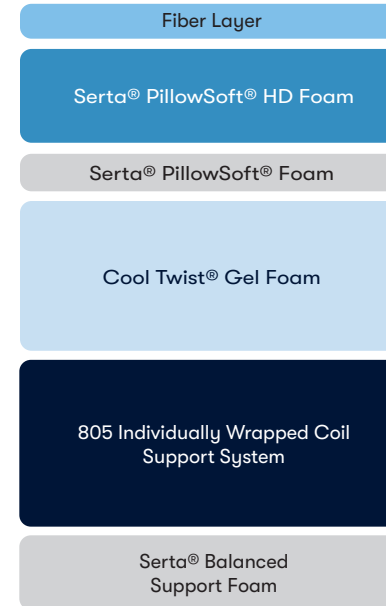 Fiber Layer
Serta® PillowSoft® HD Foam
Serta® PillowSoft® Foam
Cool Twist® Gel Foam
805 Individually Wrapped Coil
Support System
Serta® Balanced
Support Foam